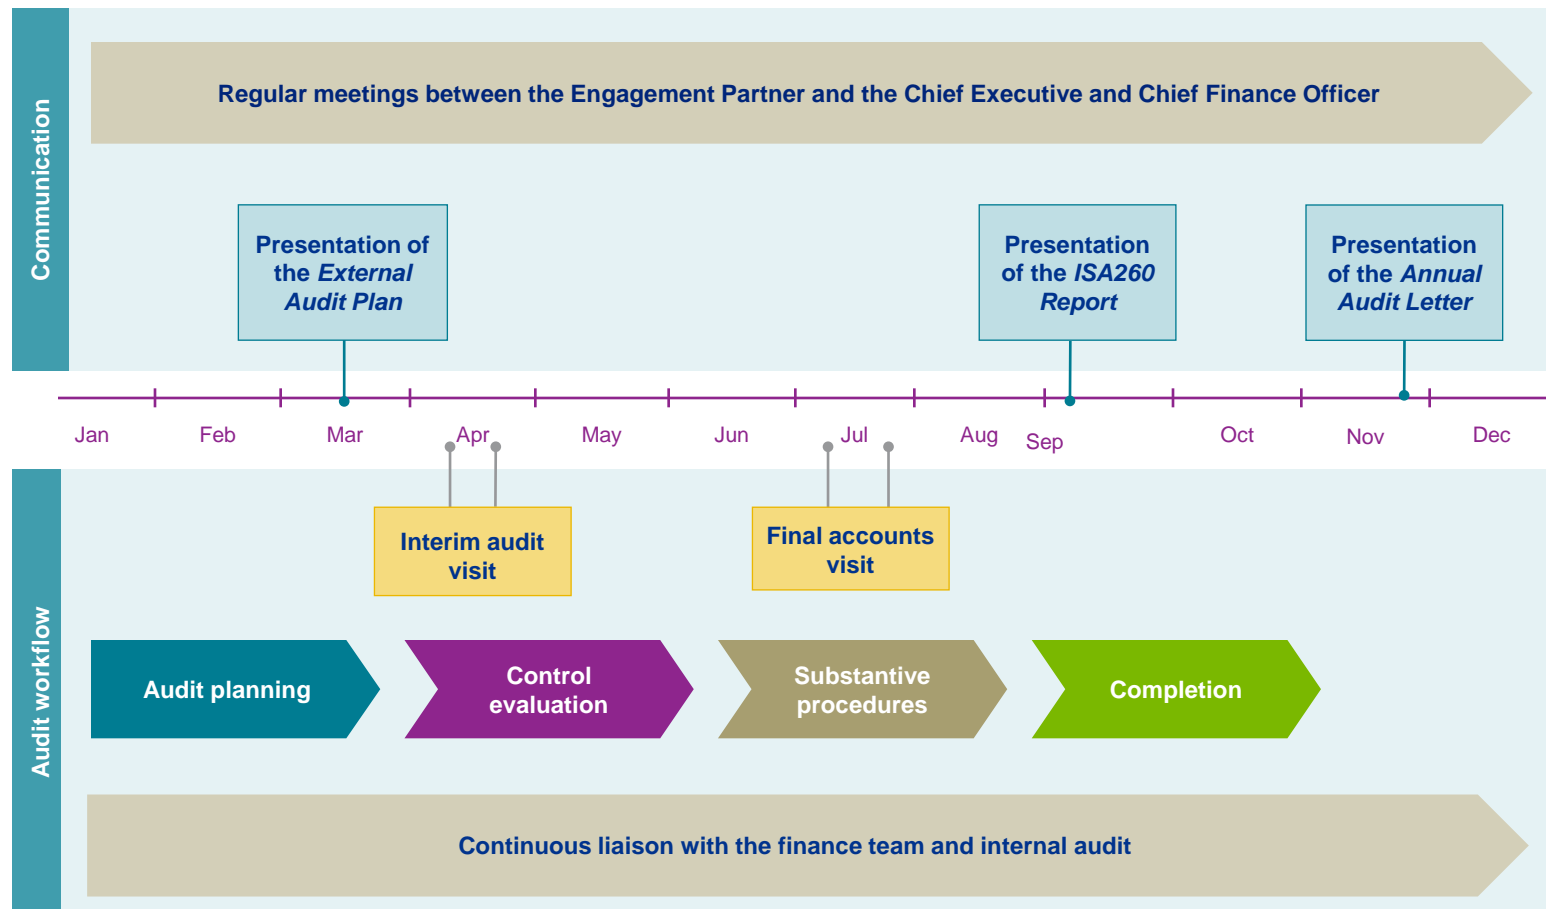 Communication
Regular meetings between the Engagement Partner and the Chief Executive and Chief Finance Officer
Presentation of
the External
Audit Plan
Presentation
of the ISA260
Report
Presentation
of the Annual
Audit Letter
Jan
Feb
Mar
Apr
May
Jun
Jul
Aug
Sep
Oct
Nov
Dec
Audit workflow
Interim audit
visit
Final accounts
visit
Audit planning
Control
evaluation
Substantive
procedures
Completion
Continuous liaison with the finance team and internal audit